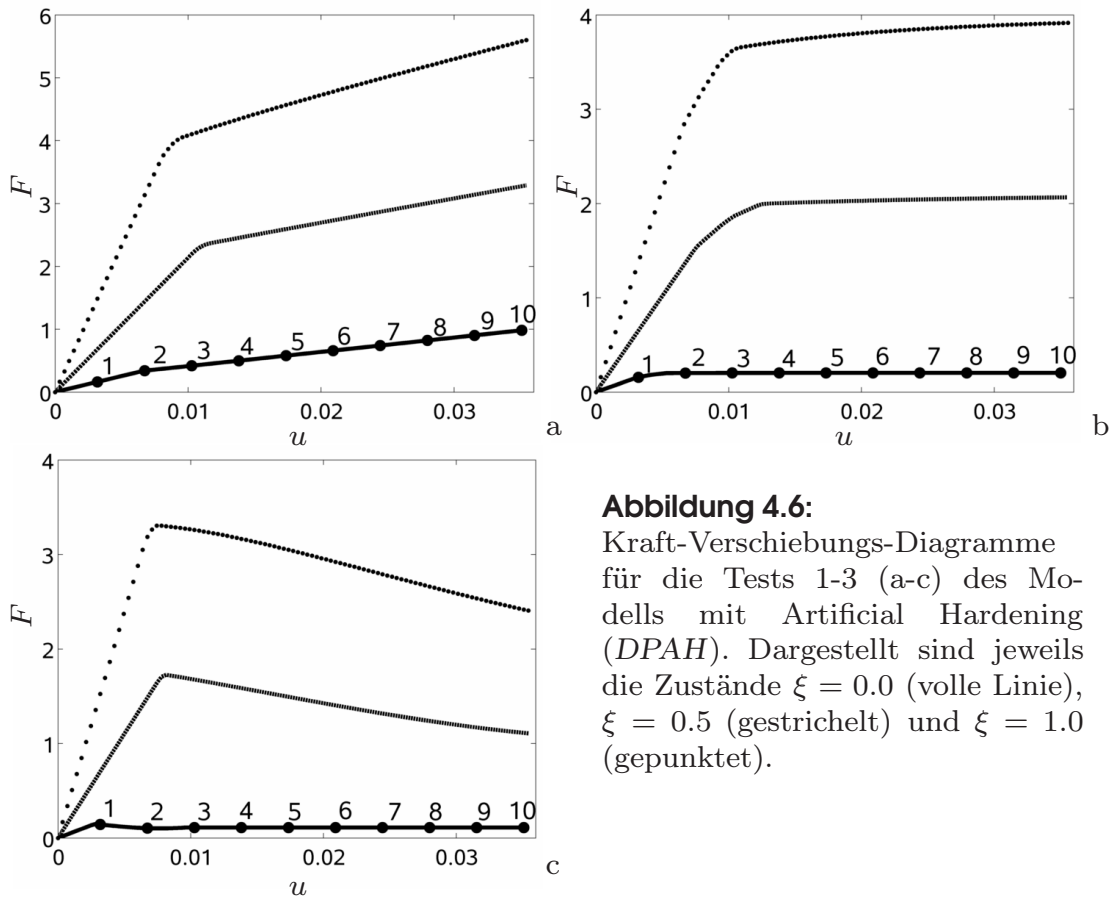 6
5
4
3
2
1
0
F
1 2 3 4 5 6 7 8 9 10
0 0.01 0.02 0.03
u
a
4
3
2
1
0
F
1 2 3 4 5 6 7 8 9 10
0 0.01 0.02 0.03
u
b
4
3
2
1
0
F
1 2 3 4 5 6 7 8 9 10
0 0.01 0.02 0.03
u
c
Abbildung 4.6:
Kraft-Verschiebungs-Diagramme
für die Tests 1-3 (a-c) des Mo-
dells mit Artificial Hardening
(DPAH). Dargestellt sind jeweils
die Zustände ξ = 0.0 (volle Linie),
ξ = 0.5 (gestrichelt) und ξ = 1.0
(gepunktet).